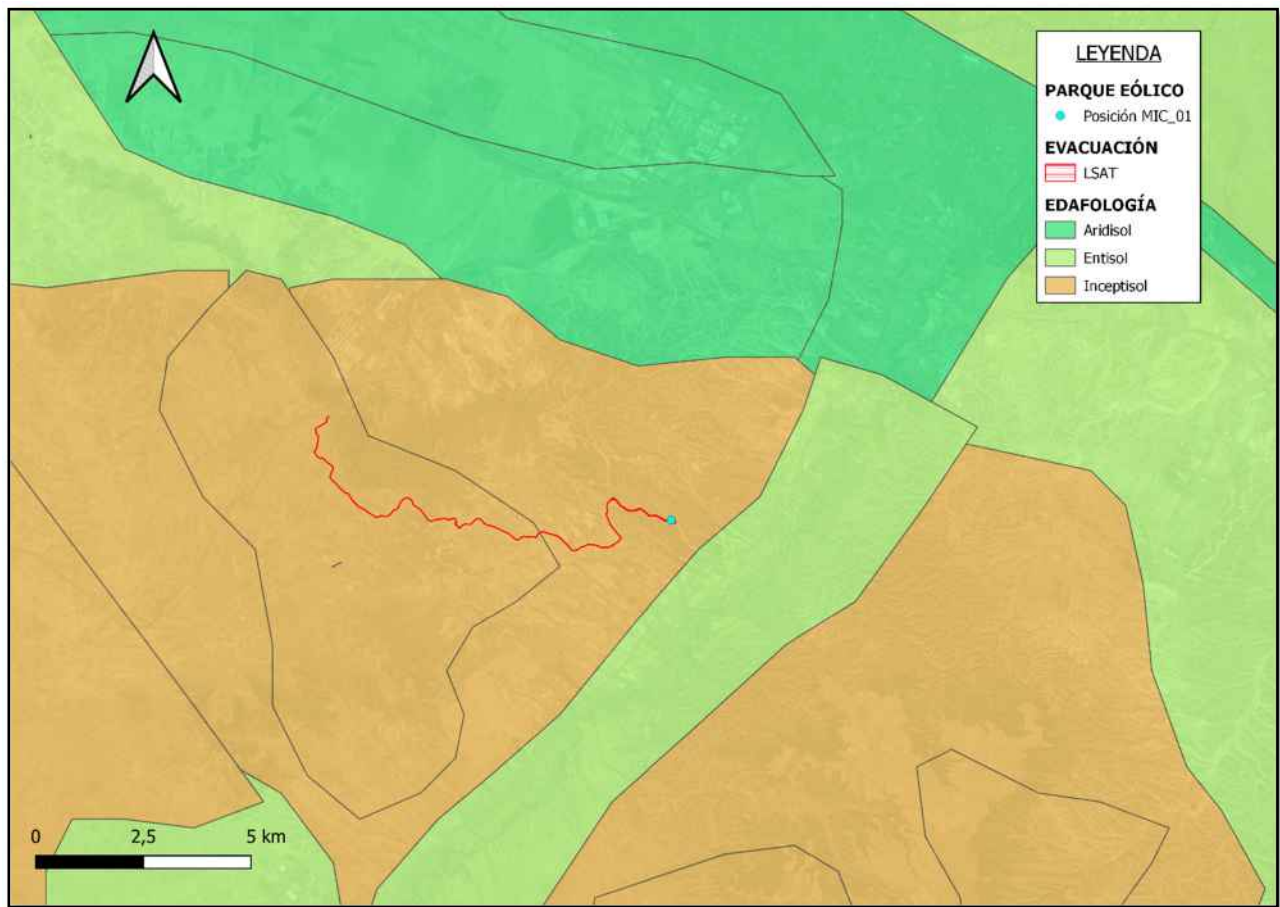 LEYENDA
PARQUE EÓLICO
Posición MIC_01
EVACUACIÓN
LSAT
EDAFOLOGÍA
Aridisol
Entisol
Inceptisol
0 2,5 5 km